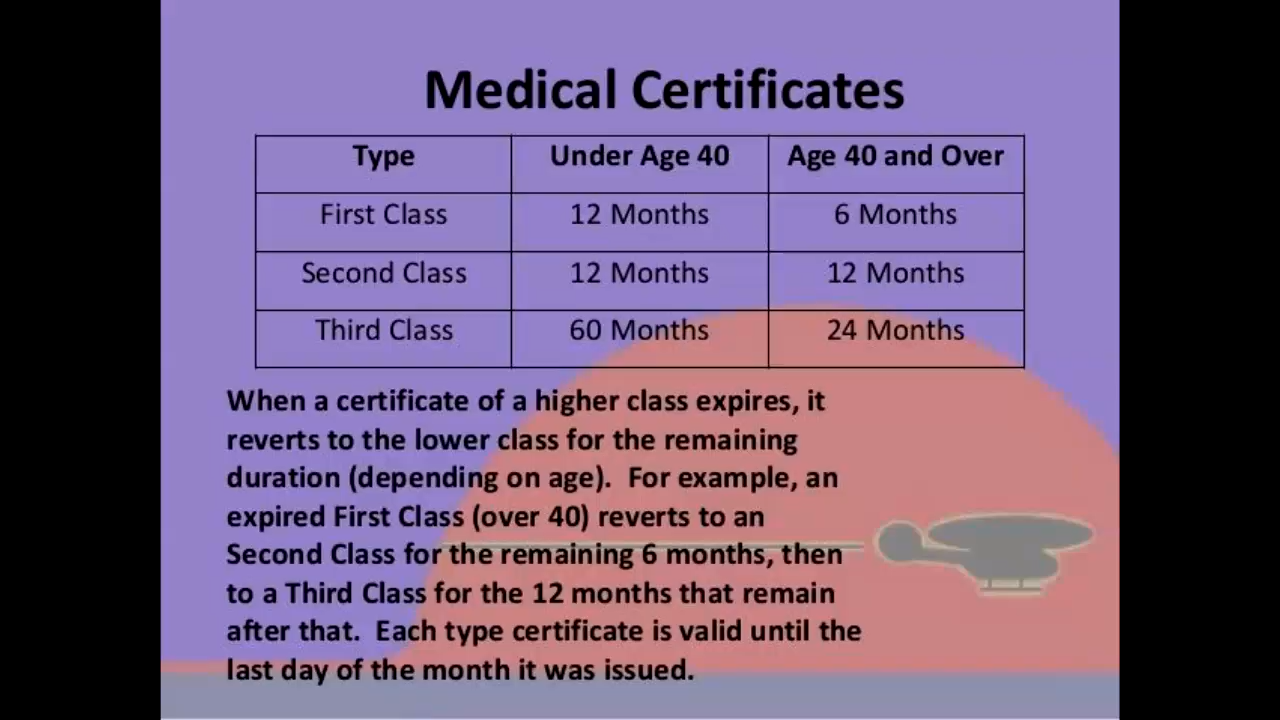 Medical Certificates
Type Under Age 40 Age 40 and Over
First Class 12 Months 6 Months
Second Class 12 Months 12 Months
Third Class 60 Months 24 Months
When a certificate of a higher class expires, it
reverts to the lower class for the remaining
duration (depending on age).  For example, an
expired First Class (over 40) reverts to an
Second Class for the remaining 6 months, then
to a Third Class for the 12 months that remain
after that.  Each type certificate is valid until the
last day of the month it was issued.